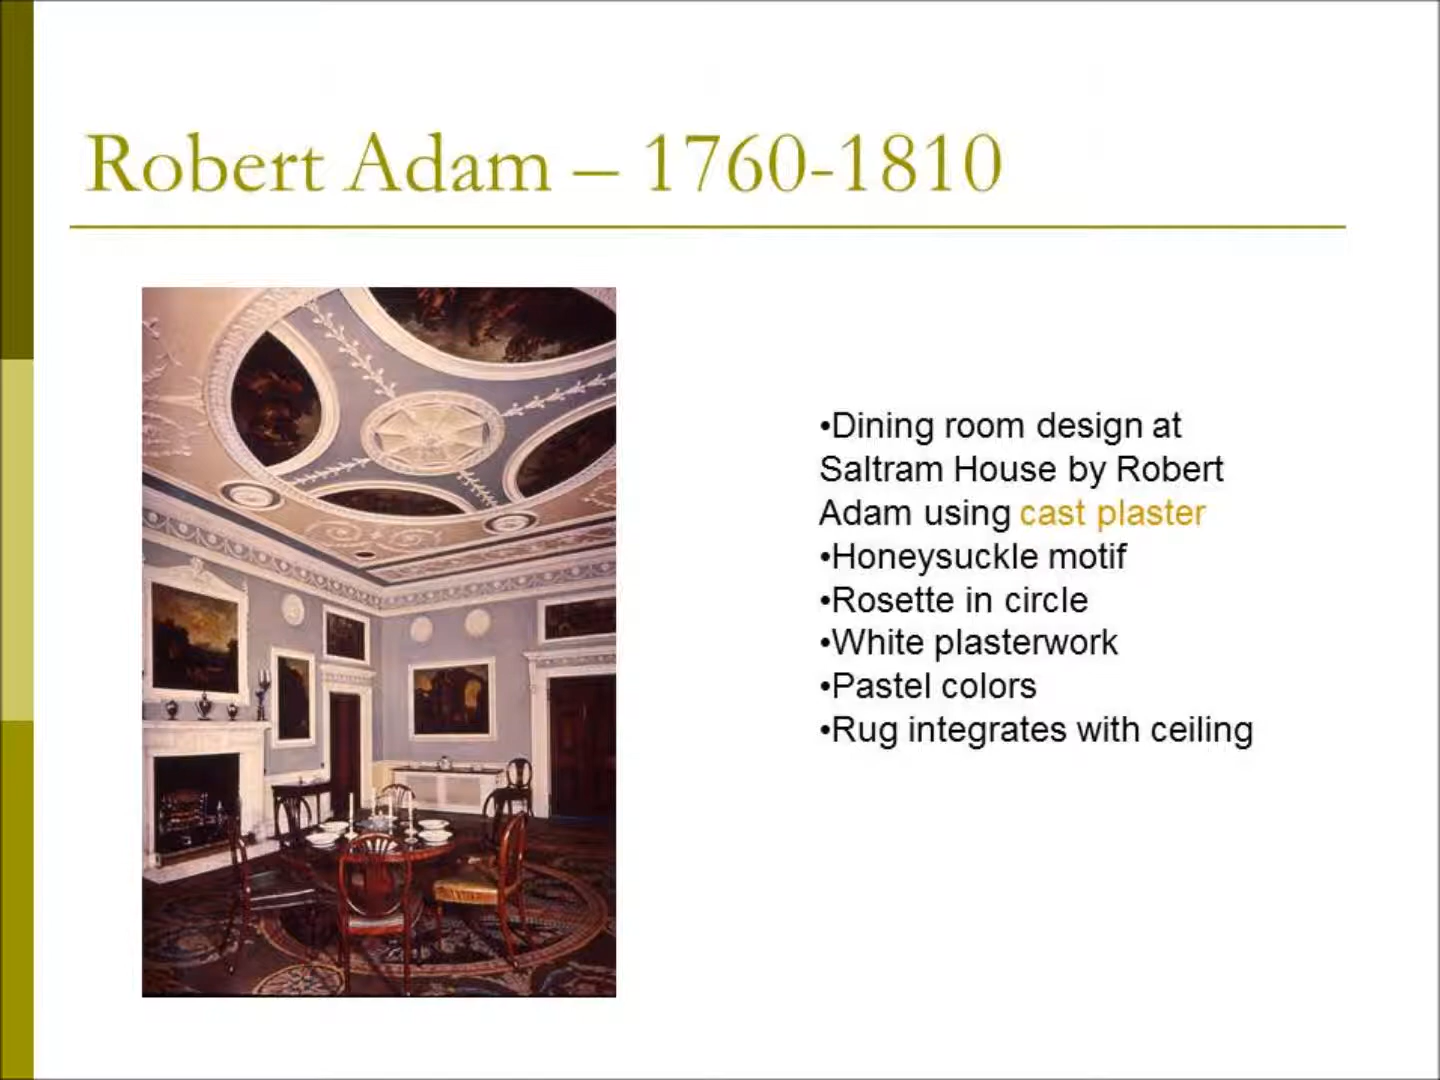 Robert Adam – 1760-1810
•Dining room design at
Saltram House by Robert
Adam using cast plaster
•Honeysuckle motif
•Rosette in circle
•White plasterwork
•Pastel colors
•Rug integrates with ceiling